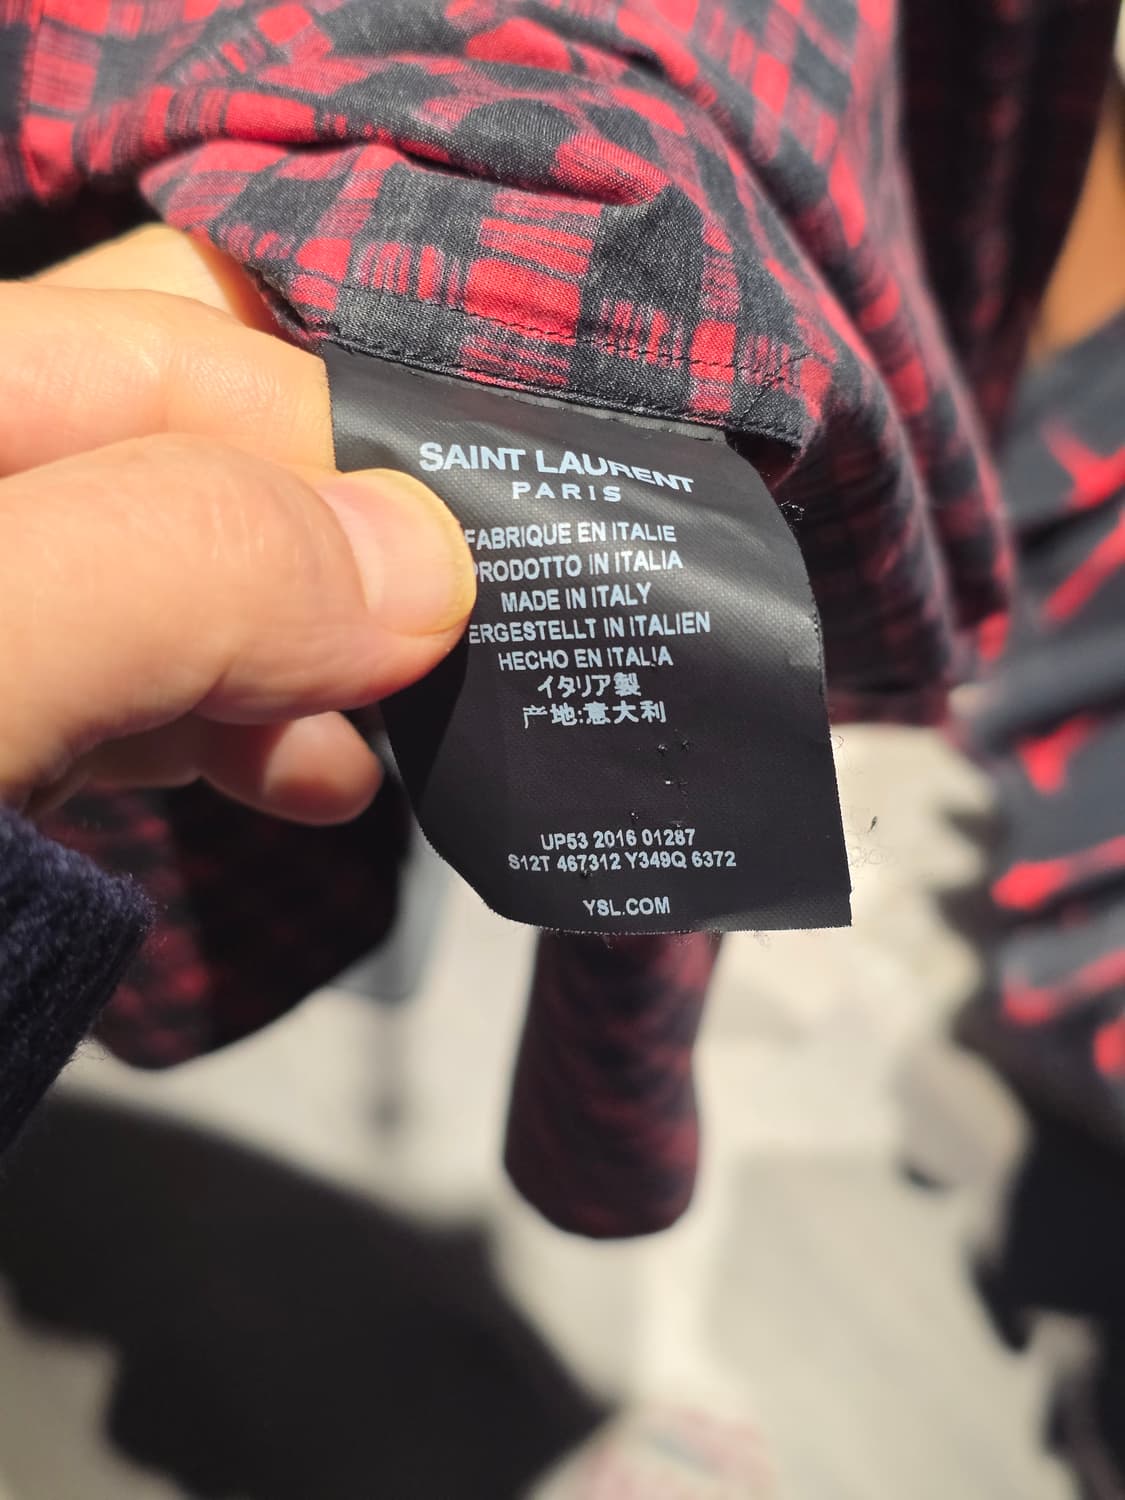 SAINT LAURENT
PARIS
FABRIQUE EN ITALIE
PRODOTTO IN ITALIA
MADE IN ITALY
ERGESTELLT IN ITALIEN
HECHO EN ITALIA
イタリア製
产地:意大利
UP53 2016 01287
S12T 467312 Y349Q 6372
YSL.COM